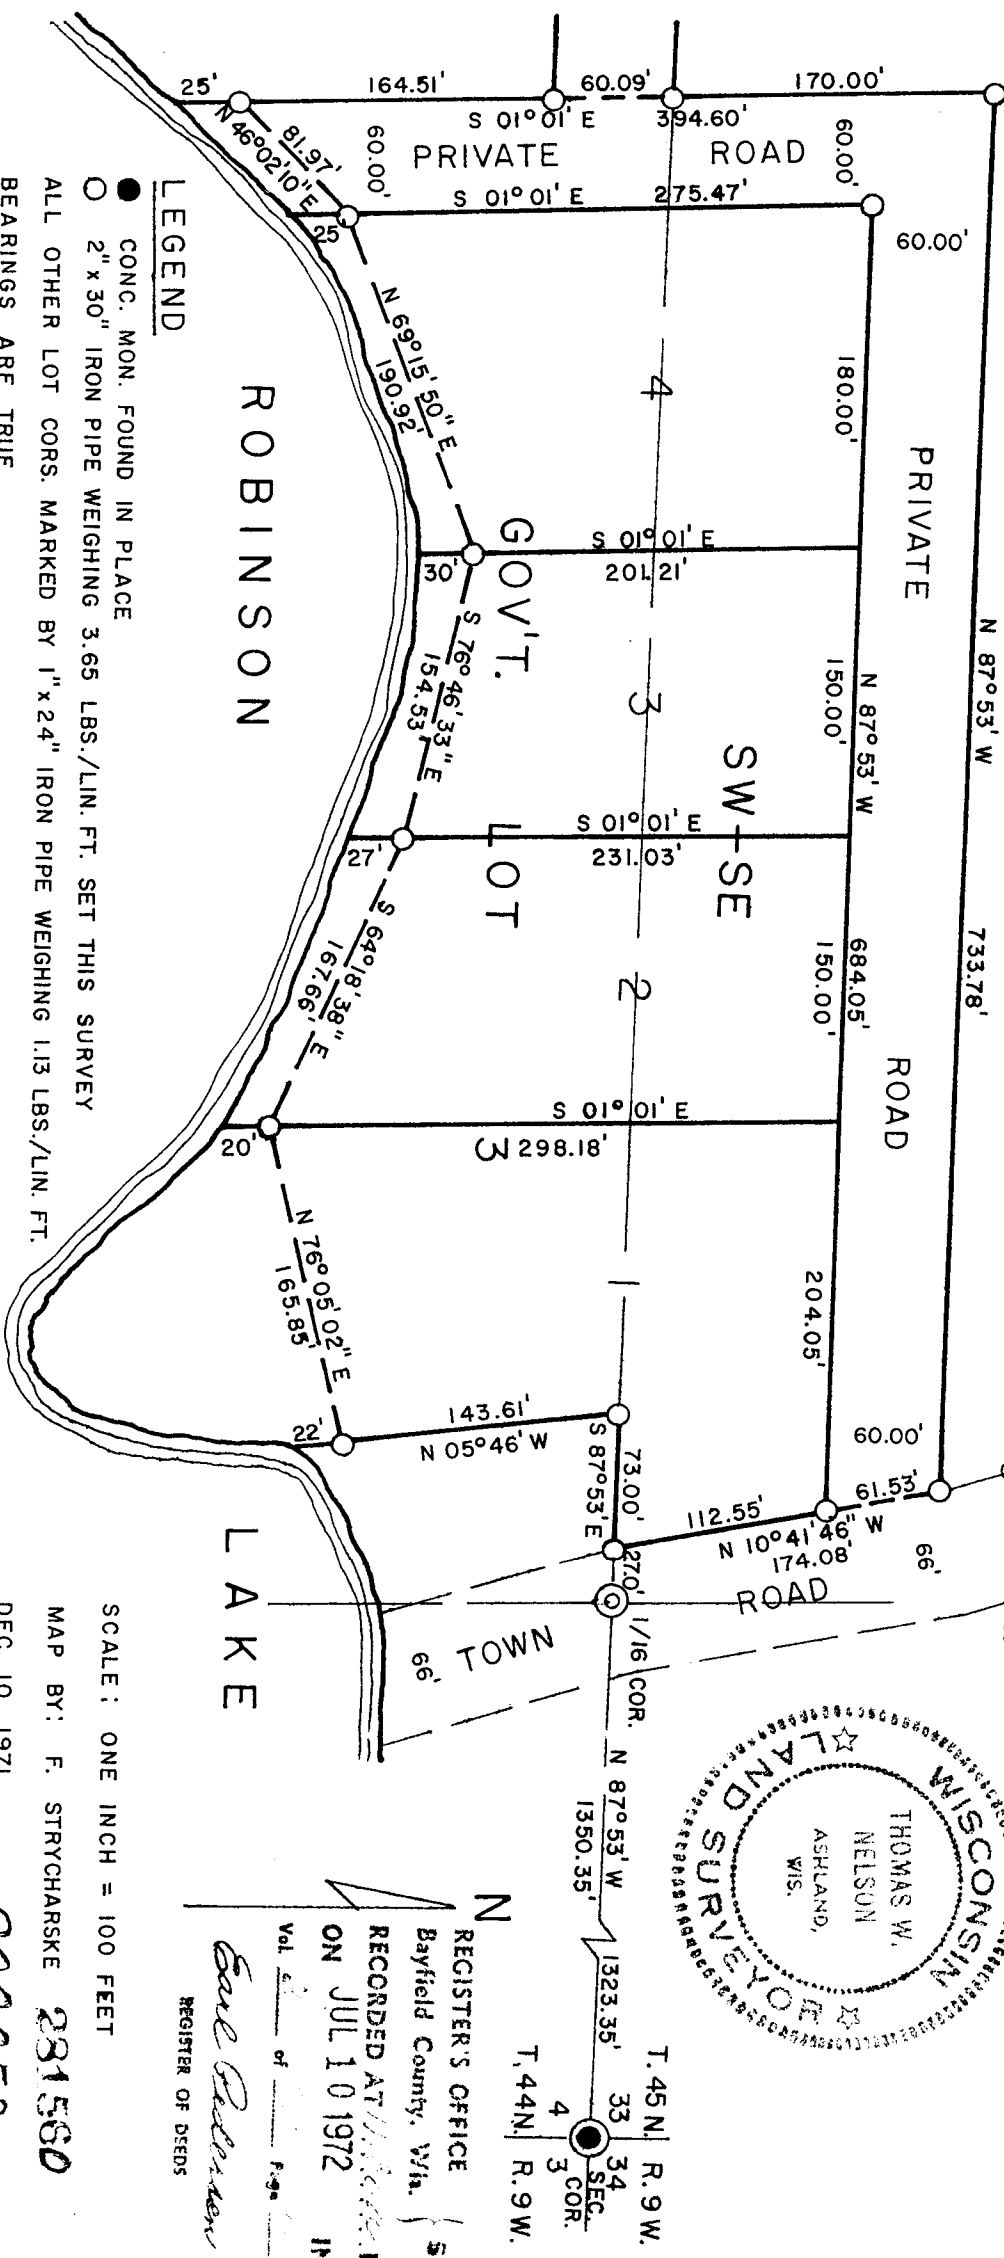 170.00'
60.09'
164.51'
25'
394.60'
S 01°01' E
PRIVATE ROAD
60.00'
60.00'
81.97'
N 46°02'10" E
275.47'
S 01°01' E
25
60.00'
PRIVATE ROAD
N 87°53' W
733.78'
180.00'
N 87°53' W
150.00'
684.05'
150.00'
204.05'
60.00'
4
3
2
1
SW-SE
GOV'T. LOT
3
N 69°15'50" E
190.92'
S 01°01' E
201.21'
30'
S 76°46'33" E
154.53'
S 01°01' E
231.03'
27'
S 64°18'38" E
167.66'
S 01°01' E
298.18'
20'
N 76°05'02" E
165.85'
22'
143.61'
N 05°46' W
73.00'
S 87°53' E
27.0'
112.55'
61.53'
N 10°41'46" W
174.08'
66'
TOWN ROAD
66'
1/16 COR.
N 87°53' W
1350.35'
1323.35'
T. 45 N. R. 9 W.
33 34
4 3
SEC. COR.
T. 44 N. R. 9 W.
ROBINSON LAKE
WISCONSIN
LAND SURVEYOR
THOMAS W.
NELSON
ASHLAND,
WIS.
N
LEGEND
CONC. MON. FOUND IN PLACE
2" x 30" IRON PIPE WEIGHING 3.65 LBS./LIN. FT. SET THIS SURVEY
ALL OTHER LOT CORS. MARKED BY 1" x 24" IRON PIPE WEIGHING 1.13 LBS./LIN. FT.
BEARINGS ARE TRUE
SCALE: ONE INCH = 100 FEET
MAP BY: F. STRYCHARSKE
DEC. 10 1971
281560
REGISTER'S OFFICE
Bayfield County, Wis.
RECORDED AT
ON JUL 10 1972
Vol. of Page
Earl Pedersen
REGISTER OF DEEDS